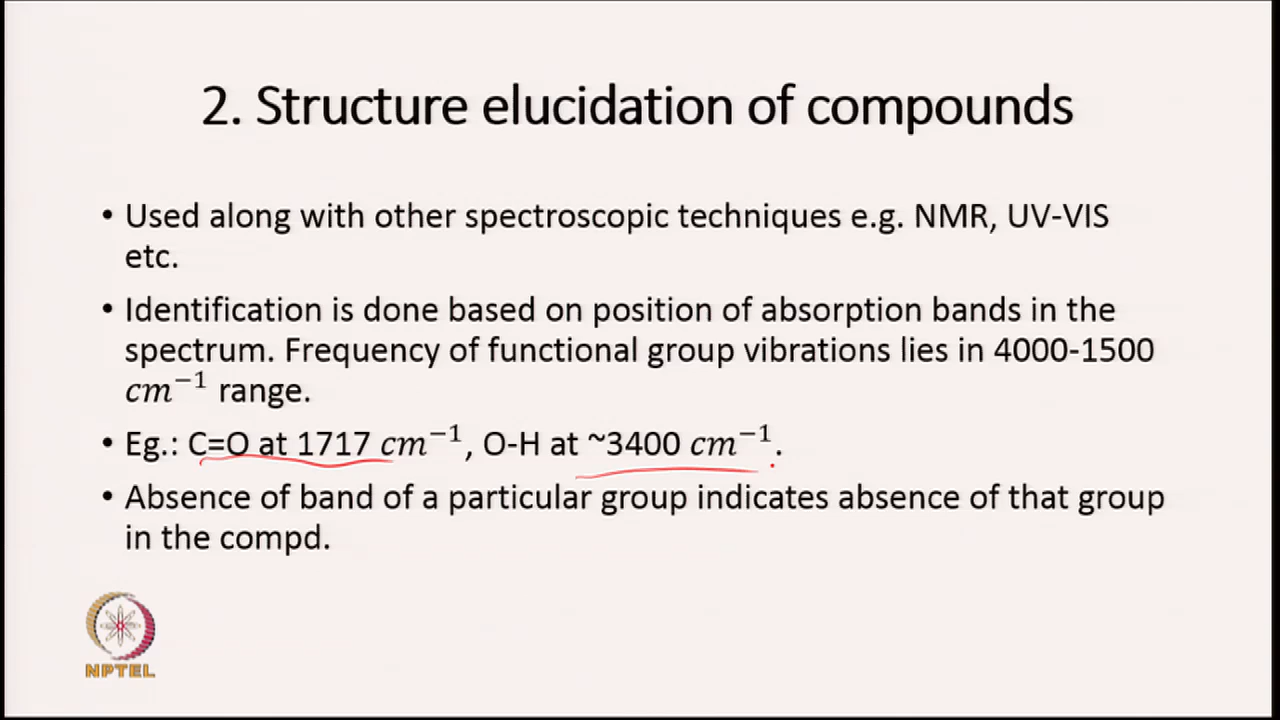 2. Structure elucidation of compounds
• Used along with other spectroscopic techniques e.g. NMR, UV-VIS
etc.
• Identification is done based on position of absorption bands in the
spectrum. Frequency of functional group vibrations lies in 4000-1500
cm⁻¹ range.
• Eg.: C=O at 1717 cm⁻¹, O-H at ~3400 cm⁻¹.
• Absence of band of a particular group indicates absence of that group
in the compd.
NPTEL